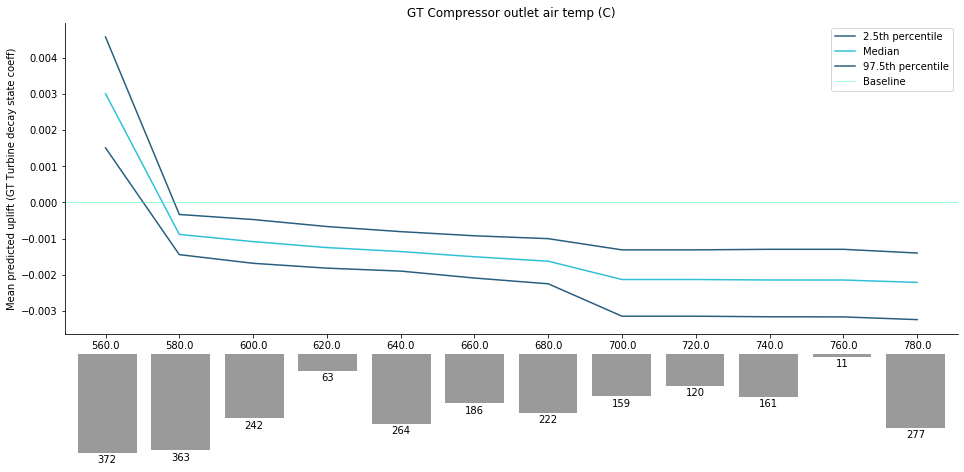 GT Compressor outlet air temp (C)
2.5th percentile
Median
97.5th percentile
Baseline
Mean predicted uplift (GT Turbine decay state coeff)
0.004
0.003
0.002
0.001
0.000
−0.001
−0.002
−0.003
560.0 580.0 600.0 620.0 640.0 660.0 680.0 700.0 720.0 740.0 760.0 780.0
372 363 242 63 264 186 222 159 120 161 11 277